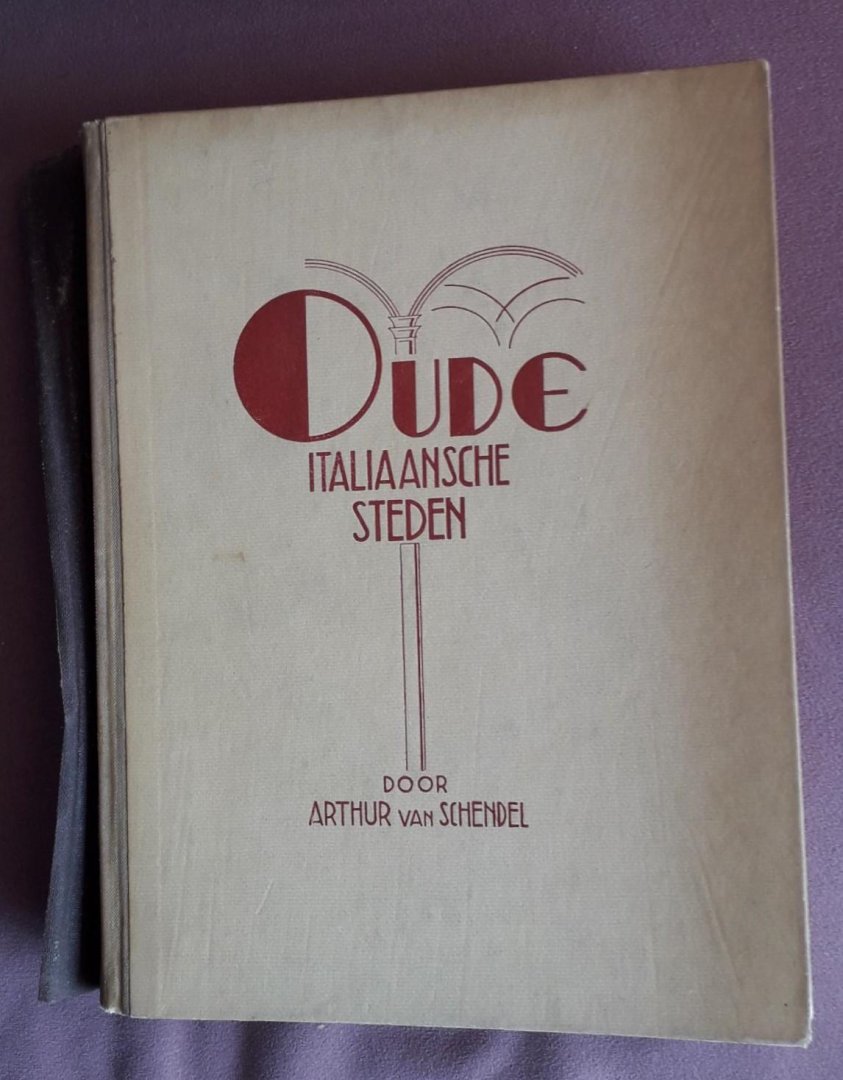 OUDE
ITALIAANSCHE
STEDEN
DOOR
ARTHUR VAN SCHENDEL